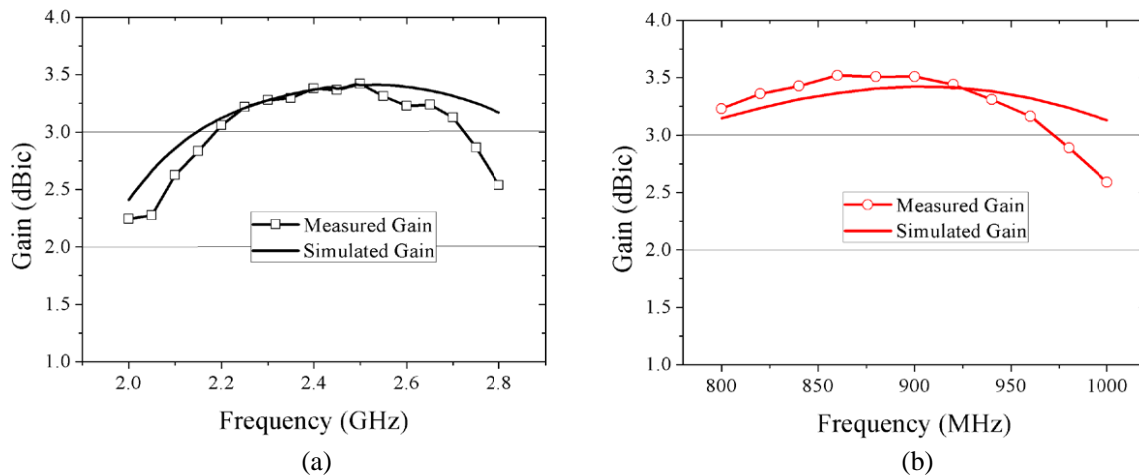 4.0
3.5
3.0
2.5
2.0
1.5
1.0
Gain (dBic)
Measured Gain
Simulated Gain
2.0 2.2 2.4 2.6 2.8
Frequency (GHz)
(a)
4.0
3.5
3.0
2.5
2.0
1.5
1.0
Gain (dBic)
Measured Gain
Simulated Gain
800 850 900 950 1000
Frequency (MHz)
(b)